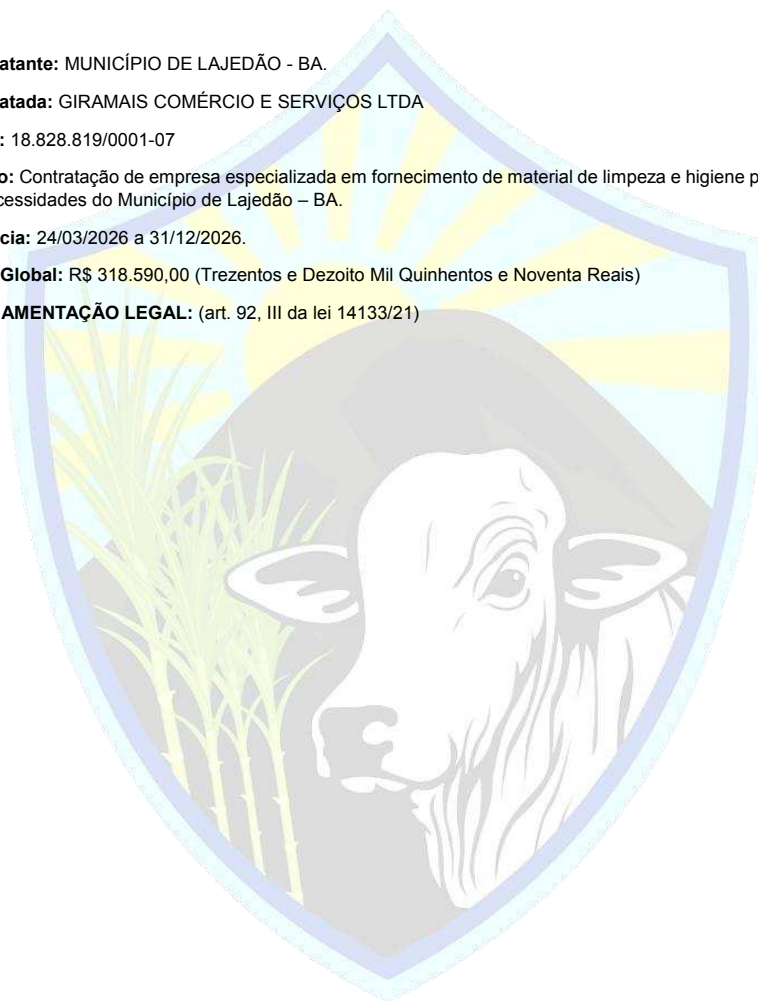 atante: MUNICÍPIO DE LAJEDÃO - BA.
atada: GIRAMAIS COMÉRCIO E SERVIÇOS LTDA
: 18.828.819/0001-07
o: Contratação de empresa especializada em fornecimento de material de limpeza e higiene p
cessidades do Município de Lajedão – BA.
cia: 24/03/2026 a 31/12/2026.
Global: R$ 318.590,00 (Trezentos e Dezoito Mil Quinhentos e Noventa Reais)
AMENTAÇÃO LEGAL: (art. 92, III da lei 14133/21)